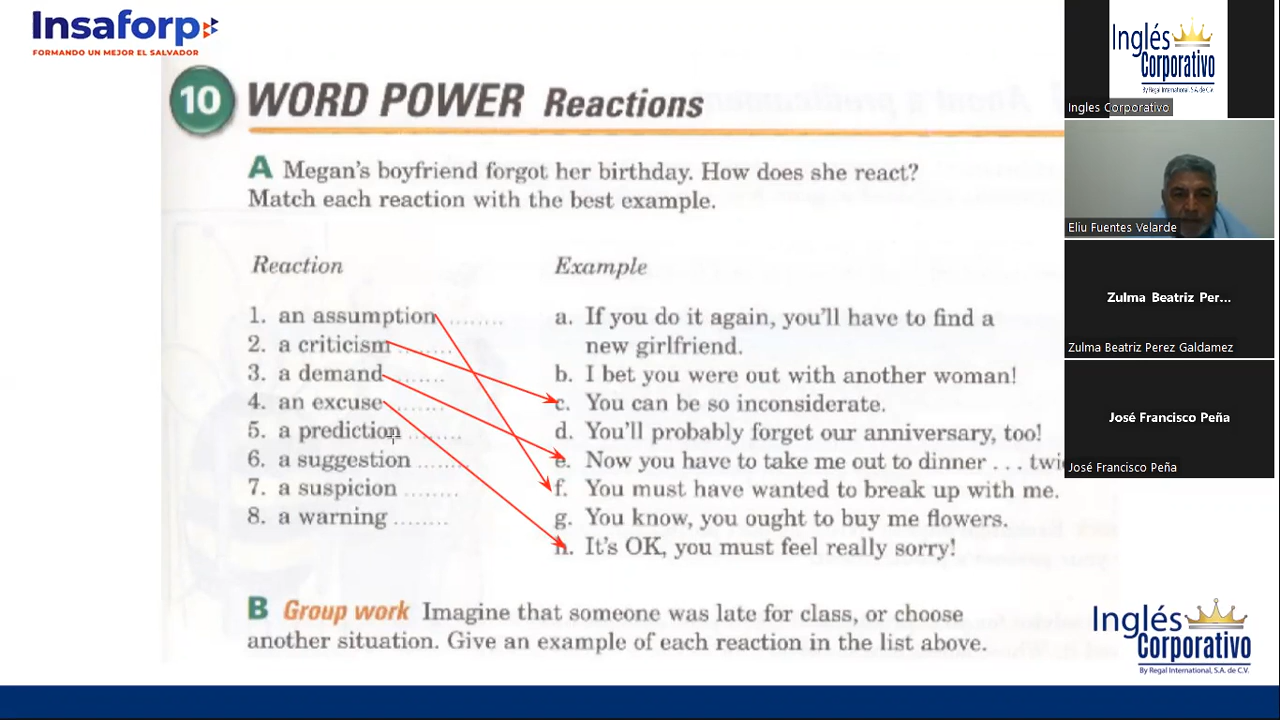 Insaforp
FORMANDO UN MEJOR EL SALVADOR
10 WORD POWER Reactions
A Megan's boyfriend forgot her birthday. How does she react?
Match each reaction with the best example.
Reaction
Example
1. an assumption ........
2. a criticism ........
3. a demand ........
4. an excuse ........
5. a prediction ........
6. a suggestion ........
7. a suspicion ........
8. a warning ........
a. If you do it again, you'll have to find a
new girlfriend.
b. I bet you were out with another woman!
c. You can be so inconsiderate.
d. You'll probably forget our anniversary, too!
e. Now you have to take me out to dinner . . .
f. You must have wanted to break up with me.
g. You know, you ought to buy me flowers.
h. It's OK, you must feel really sorry!
B Group work Imagine that someone was late for class, or choose
another situation. Give an example of each reaction in the list above.
Inglés
Corporativo
By Regal International, S.A. de C.V.
Ingles Corporativo
Eliu Fuentes Velarde
Zulma Beatriz Per...
Zulma Beatriz Perez Galdamez
José Francisco Peña
José Francisco Peña
Inglés
Corporativo
By Regal International, S.A. de C.V.